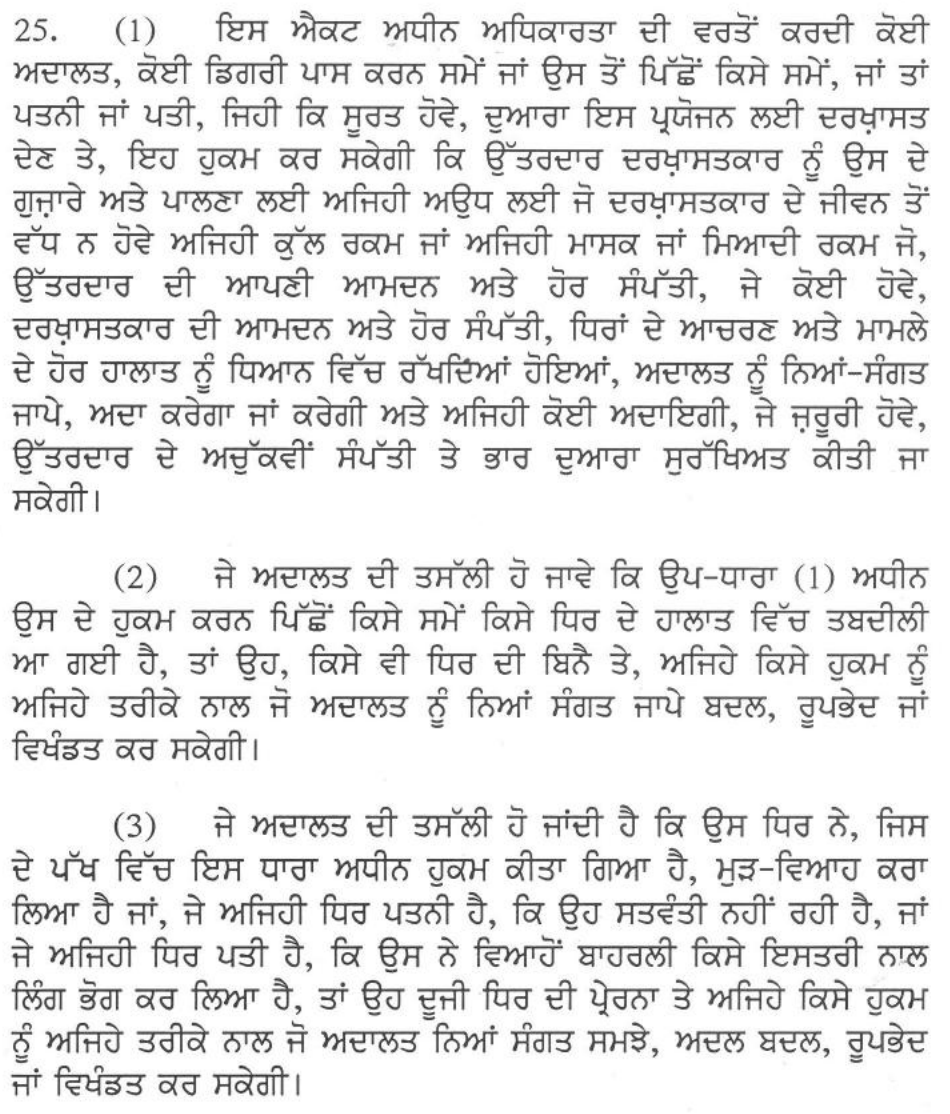 25. (1) ਇਸ ਐਕਟ ਅਧੀਨ ਅਧਿਕਾਰਤਾ ਦੀ ਵਰਤੋਂ ਕਰਦੀ ਕੋਈ
ਅਦਾਲਤ, ਕੋਈ ਡਿਗਰੀ ਪਾਸ ਕਰਨ ਸਮੇਂ ਜਾਂ ਉਸ ਤੋਂ ਪਿੱਛੋਂ ਕਿਸੇ ਸਮੇਂ, ਜਾਂ ਤਾਂ
ਪਤਨੀ ਜਾਂ ਪਤੀ, ਜਿਹੀ ਕਿ ਸੂਰਤ ਹੋਵੇ, ਦੁਆਰਾ ਇਸ ਪ੍ਰਯੋਜਨ ਲਈ ਦਰਖ਼ਾਸਤ
ਦੇਣ ਤੇ, ਇਹ ਹੁਕਮ ਕਰ ਸਕੇਗੀ ਕਿ ਉੱਤਰਦਾਰ ਦਰਖ਼ਾਸਤਕਾਰ ਨੂੰ ਉਸ ਦੇ
ਗੁਜ਼ਾਰੇ ਅਤੇ ਪਾਲਣਾ ਲਈ ਅਜਿਹੀ ਅਉਧ ਲਈ ਜੋ ਦਰਖ਼ਾਸਤਕਾਰ ਦੇ ਜੀਵਨ ਤੋਂ
ਵੱਧ ਨ ਹੋਵੇ ਅਜਿਹੀ ਕੁੱਲ ਰਕਮ ਜਾਂ ਅਜਿਹੀ ਮਾਸਕ ਜਾਂ ਮਿਆਦੀ ਰਕਮ ਜੋ,
ਉੱਤਰਦਾਰ ਦੀ ਆਪਣੀ ਆਮਦਨ ਅਤੇ ਹੋਰ ਸੰਪੱਤੀ, ਜੇ ਕੋਈ ਹੋਵੇ,
ਦਰਖ਼ਾਸਤਕਾਰ ਦੀ ਆਮਦਨ ਅਤੇ ਹੋਰ ਸੰਪੱਤੀ, ਧਿਰਾਂ ਦੇ ਆਚਰਣ ਅਤੇ ਮਾਮਲੇ
ਦੇ ਹੋਰ ਹਾਲਾਤ ਨੂੰ ਧਿਆਨ ਵਿੱਚ ਰੱਖਦਿਆਂ ਹੋਇਆਂ, ਅਦਾਲਤ ਨੂੰ ਨਿਆਂ-ਸੰਗਤ
ਜਾਪੇ, ਅਦਾ ਕਰੇਗਾ ਜਾਂ ਕਰੇਗੀ ਅਤੇ ਅਜਿਹੀ ਕੋਈ ਅਦਾਇਗੀ, ਜੇ ਜ਼ਰੂਰੀ ਹੋਵੇ,
ਉੱਤਰਦਾਰ ਦੇ ਅਚੁੱਕਵੀਂ ਸੰਪੱਤੀ ਤੇ ਭਾਰ ਦੁਆਰਾ ਸੁਰੱਖਿਅਤ ਕੀਤੀ ਜਾ
ਸਕੇਗੀ।
(2) ਜੇ ਅਦਾਲਤ ਦੀ ਤਸੱਲੀ ਹੋ ਜਾਵੇ ਕਿ ਉਪ-ਧਾਰਾ (1) ਅਧੀਨ
ਉਸ ਦੇ ਹੁਕਮ ਕਰਨ ਪਿੱਛੋਂ ਕਿਸੇ ਸਮੇਂ ਕਿਸੇ ਧਿਰ ਦੇ ਹਾਲਾਤ ਵਿੱਚ ਤਬਦੀਲੀ
ਆ ਗਈ ਹੈ, ਤਾਂ ਉਹ, ਕਿਸੇ ਵੀ ਧਿਰ ਦੀ ਬਿਨੈ ਤੇ, ਅਜਿਹੇ ਕਿਸੇ ਹੁਕਮ ਨੂੰ
ਅਜਿਹੇ ਤਰੀਕੇ ਨਾਲ ਜੋ ਅਦਾਲਤ ਨੂੰ ਨਿਆਂ ਸੰਗਤ ਜਾਪੇ ਬਦਲ, ਰੂਪਭੇਦ ਜਾਂ
ਵਿਖੰਡਤ ਕਰ ਸਕੇਗੀ।
(3) ਜੇ ਅਦਾਲਤ ਦੀ ਤਸੱਲੀ ਹੋ ਜਾਂਦੀ ਹੈ ਕਿ ਉਸ ਧਿਰ ਨੇ, ਜਿਸ
ਦੇ ਪੱਖ ਵਿੱਚ ਇਸ ਧਾਰਾ ਅਧੀਨ ਹੁਕਮ ਕੀਤਾ ਗਿਆ ਹੈ, ਮੁੜ-ਵਿਆਹ ਕਰਾ
ਲਿਆ ਹੈ ਜਾਂ, ਜੇ ਅਜਿਹੀ ਧਿਰ ਪਤਨੀ ਹੈ, ਕਿ ਉਹ ਸਤਵੰਤੀ ਨਹੀਂ ਰਹੀ ਹੈ, ਜਾਂ
ਜੇ ਅਜਿਹੀ ਧਿਰ ਪਤੀ ਹੈ, ਕਿ ਉਸ ਨੇ ਵਿਆਹੋਂ ਬਾਹਰਲੀ ਕਿਸੇ ਇਸਤਰੀ ਨਾਲ
ਲਿੰਗ ਭੋਗ ਕਰ ਲਿਆ ਹੈ, ਤਾਂ ਉਹ ਦੂਜੀ ਧਿਰ ਦੀ ਪ੍ਰੇਰਨਾ ਤੇ ਅਜਿਹੇ ਕਿਸੇ ਹੁਕਮ
ਨੂੰ ਅਜਿਹੇ ਤਰੀਕੇ ਨਾਲ ਜੋ ਅਦਾਲਤ ਨਿਆਂ ਸੰਗਤ ਸਮਝੇ, ਅਦਲ ਬਦਲ, ਰੂਪਭੇਦ
ਜਾਂ ਵਿਖੰਡਤ ਕਰ ਸਕੇਗੀ।